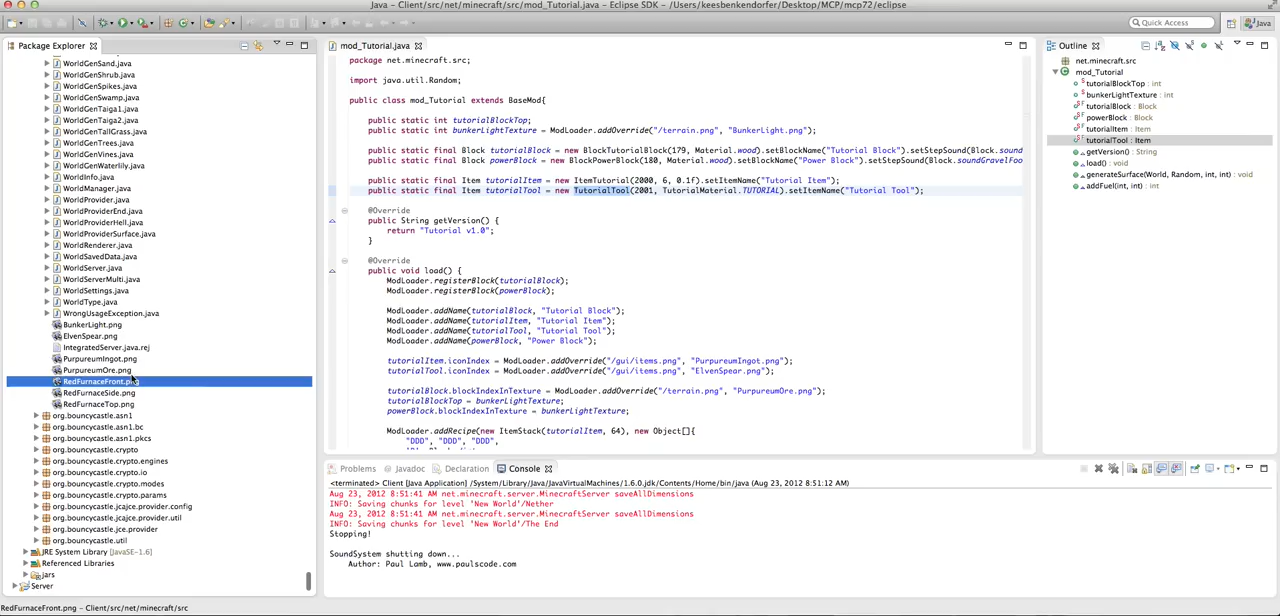 Java - Client/src/net/minecraft/src/mod_Tutorial.java - Eclipse SDK - /Users/keesbenkendorfer/Desktop/MCP/mcp72/eclipse
Quick Access
Java
Package Explorer
WorldGenSand.java
WorldGenShrub.java
WorldGenSpikes.java
WorldGenSwamp.java
WorldGenTaiga1.java
WorldGenTaiga2.java
WorldGenTallGrass.java
WorldGenTrees.java
WorldGenVines.java
WorldGenWaterlily.java
WorldInfo.java
WorldManager.java
WorldProvider.java
WorldProviderEnd.java
WorldProviderHell.java
WorldProviderSurface.java
WorldRenderer.java
WorldSavedData.java
WorldServer.java
WorldServerMulti.java
WorldSettings.java
WorldType.java
WrongUsageException.java
BunkerLight.png
ElvenSpear.png
IntegratedServer.java.rej
PurpureumIngot.png
PurpureumOre.png
RedFurnaceFront.png
RedFurnaceSide.png
RedFurnaceTop.png
org.bouncycastle.asn1
org.bouncycastle.asn1.bc
org.bouncycastle.asn1.pkcs
org.bouncycastle.crypto
org.bouncycastle.crypto.engines
org.bouncycastle.crypto.io
org.bouncycastle.crypto.modes
org.bouncycastle.crypto.params
org.bouncycastle.jcajce.provider.config
org.bouncycastle.jcajce.provider.util
org.bouncycastle.jce.provider
org.bouncycastle.util
JRE System Library [JavaSE-1.6]
Referenced Libraries
jars
Server
mod_Tutorial.java
package net.minecraft.src;
import java.util.Random;
public class mod_Tutorial extends BaseMod{
public static int tutorialBlockTop;
public static int bunkerLightTexture = ModLoader.addOverride("/terrain.png", "BunkerLight.png");
public static final Block tutorialBlock = new BlockTutorialBlock(179, Material.wood).setBlockName("Tutorial Block").setStepSound(Block.sound
public static final Block powerBlock = new BlockPowerBlock(180, Material.wood).setBlockName("Power Block").setStepSound(Block.soundGravelFoo
public static final Item tutorialItem = new ItemTutorial(2000, 6, 0.1f).setItemName("Tutorial Item");
public static final Item tutorialTool = new TutorialTool(2001, TutorialMaterial.TUTORIAL).setItemName("Tutorial Tool");
@Override
public String getVersion() {
return "Tutorial v1.0";
}
@Override
public void load() {
ModLoader.registerBlock(tutorialBlock);
ModLoader.registerBlock(powerBlock);
ModLoader.addName(tutorialBlock, "Tutorial Block");
ModLoader.addName(tutorialItem, "Tutorial Item");
ModLoader.addName(tutorialTool, "Tutorial Tool");
ModLoader.addName(powerBlock, "Power Block");
tutorialItem.iconIndex = ModLoader.addOverride("/gui/items.png", "PurpureumIngot.png");
tutorialTool.iconIndex = ModLoader.addOverride("/gui/items.png", "ElvenSpear.png");
tutorialBlock.blockIndexInTexture = ModLoader.addOverride("/terrain.png", "PurpureumOre.png");
tutorialBlockTop = bunkerLightTexture;
powerBlock.blockIndexInTexture = bunkerLightTexture;
ModLoader.addRecipe(new ItemStack(tutorialItem, 64), new Object[]{
"DDD", "DDD", "DDD",
Outline
net.minecraft.src
mod_Tutorial
tutorialBlockTop : int
bunkerLightTexture : int
tutorialBlock : Block
powerBlock : Block
tutorialItem : Item
tutorialTool : Item
getVersion() : String
load() : void
generateSurface(World, Random, int, int) : void
addFuel(int, int) : int
Problems
Javadoc
Declaration
Console
<terminated> Client [Java Application] /System/Library/Java/JavaVirtualMachines/1.6.0.jdk/Contents/Home/bin/java (Aug 23, 2012 8:51:12 AM)
Aug 23, 2012 8:51:41 AM net.minecraft.server.MinecraftServer saveAllDimensions
INFO: Saving chunks for level 'New World'/Nether
Aug 23, 2012 8:51:41 AM net.minecraft.server.MinecraftServer saveAllDimensions
INFO: Saving chunks for level 'New World'/The End
Stopping!
SoundSystem shutting down...
Author: Paul Lamb, www.paulscode.com
RedFurnaceFront.png - Client/src/net/minecraft/src